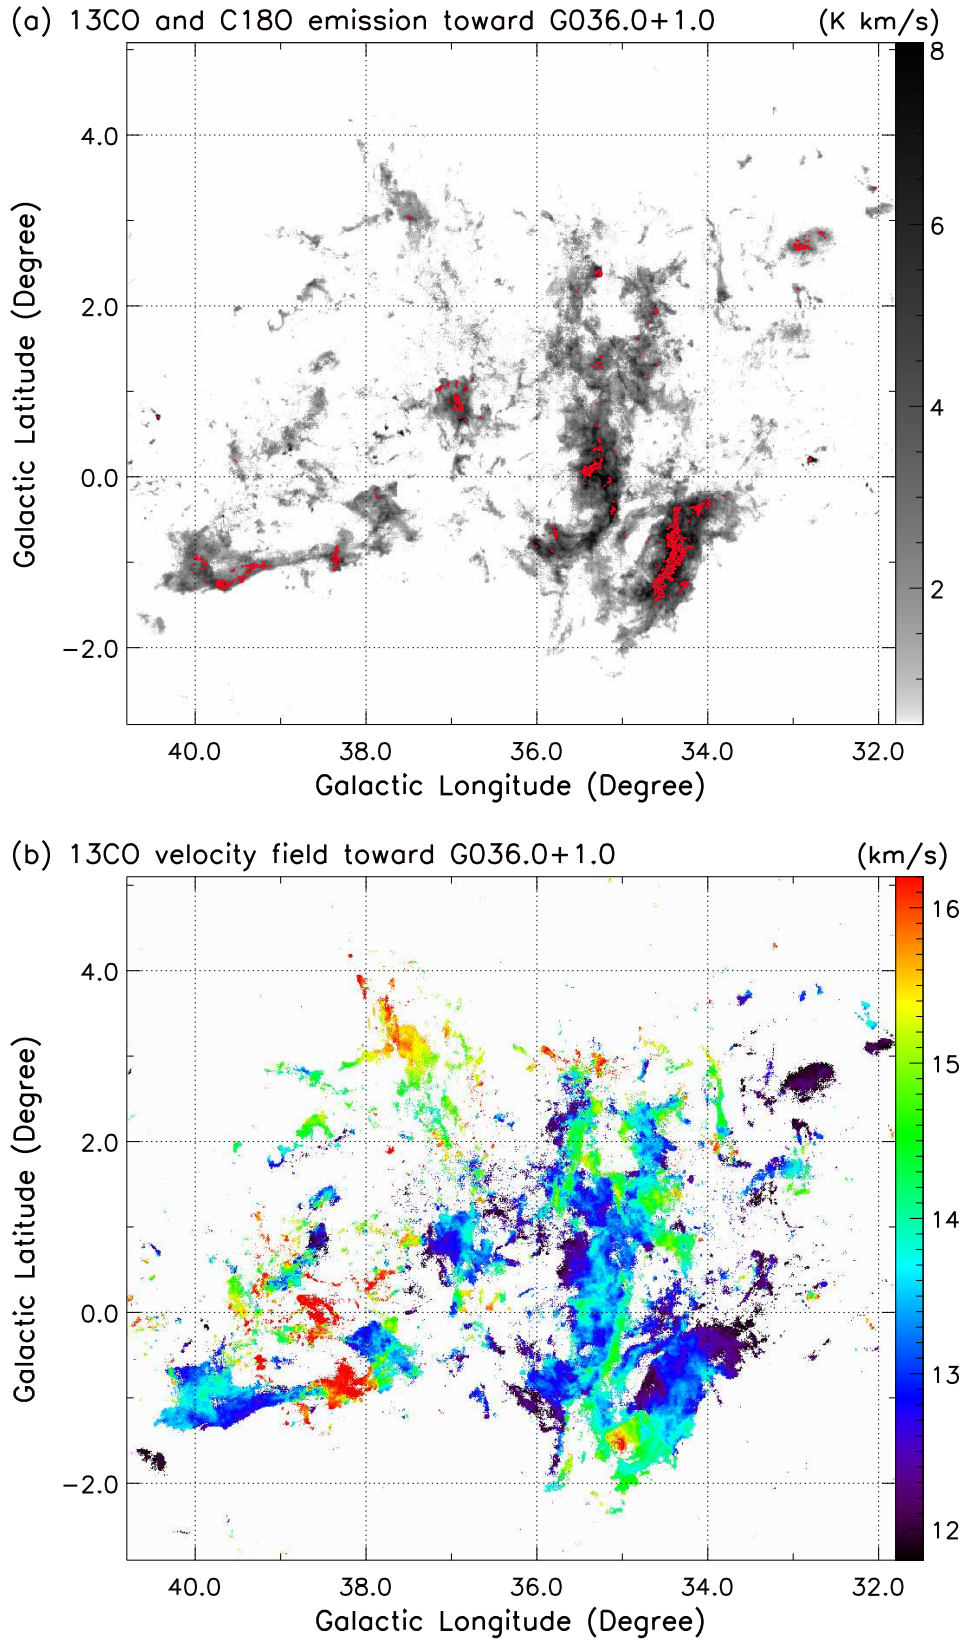 (a) 13CO and C18O emission toward G036.0+1.0 (K km/s)
8
4.0
6
2.0
4
0.0
2
−2.0
40.0 38.0 36.0 34.0 32.0
Galactic Latitude (Degree)
Galactic Longitude (Degree)
(b) 13CO velocity field toward G036.0+1.0 (km/s)
16
4.0
15
2.0
14
0.0
13
−2.0
12
40.0 38.0 36.0 34.0 32.0
Galactic Latitude (Degree)
Galactic Longitude (Degree)